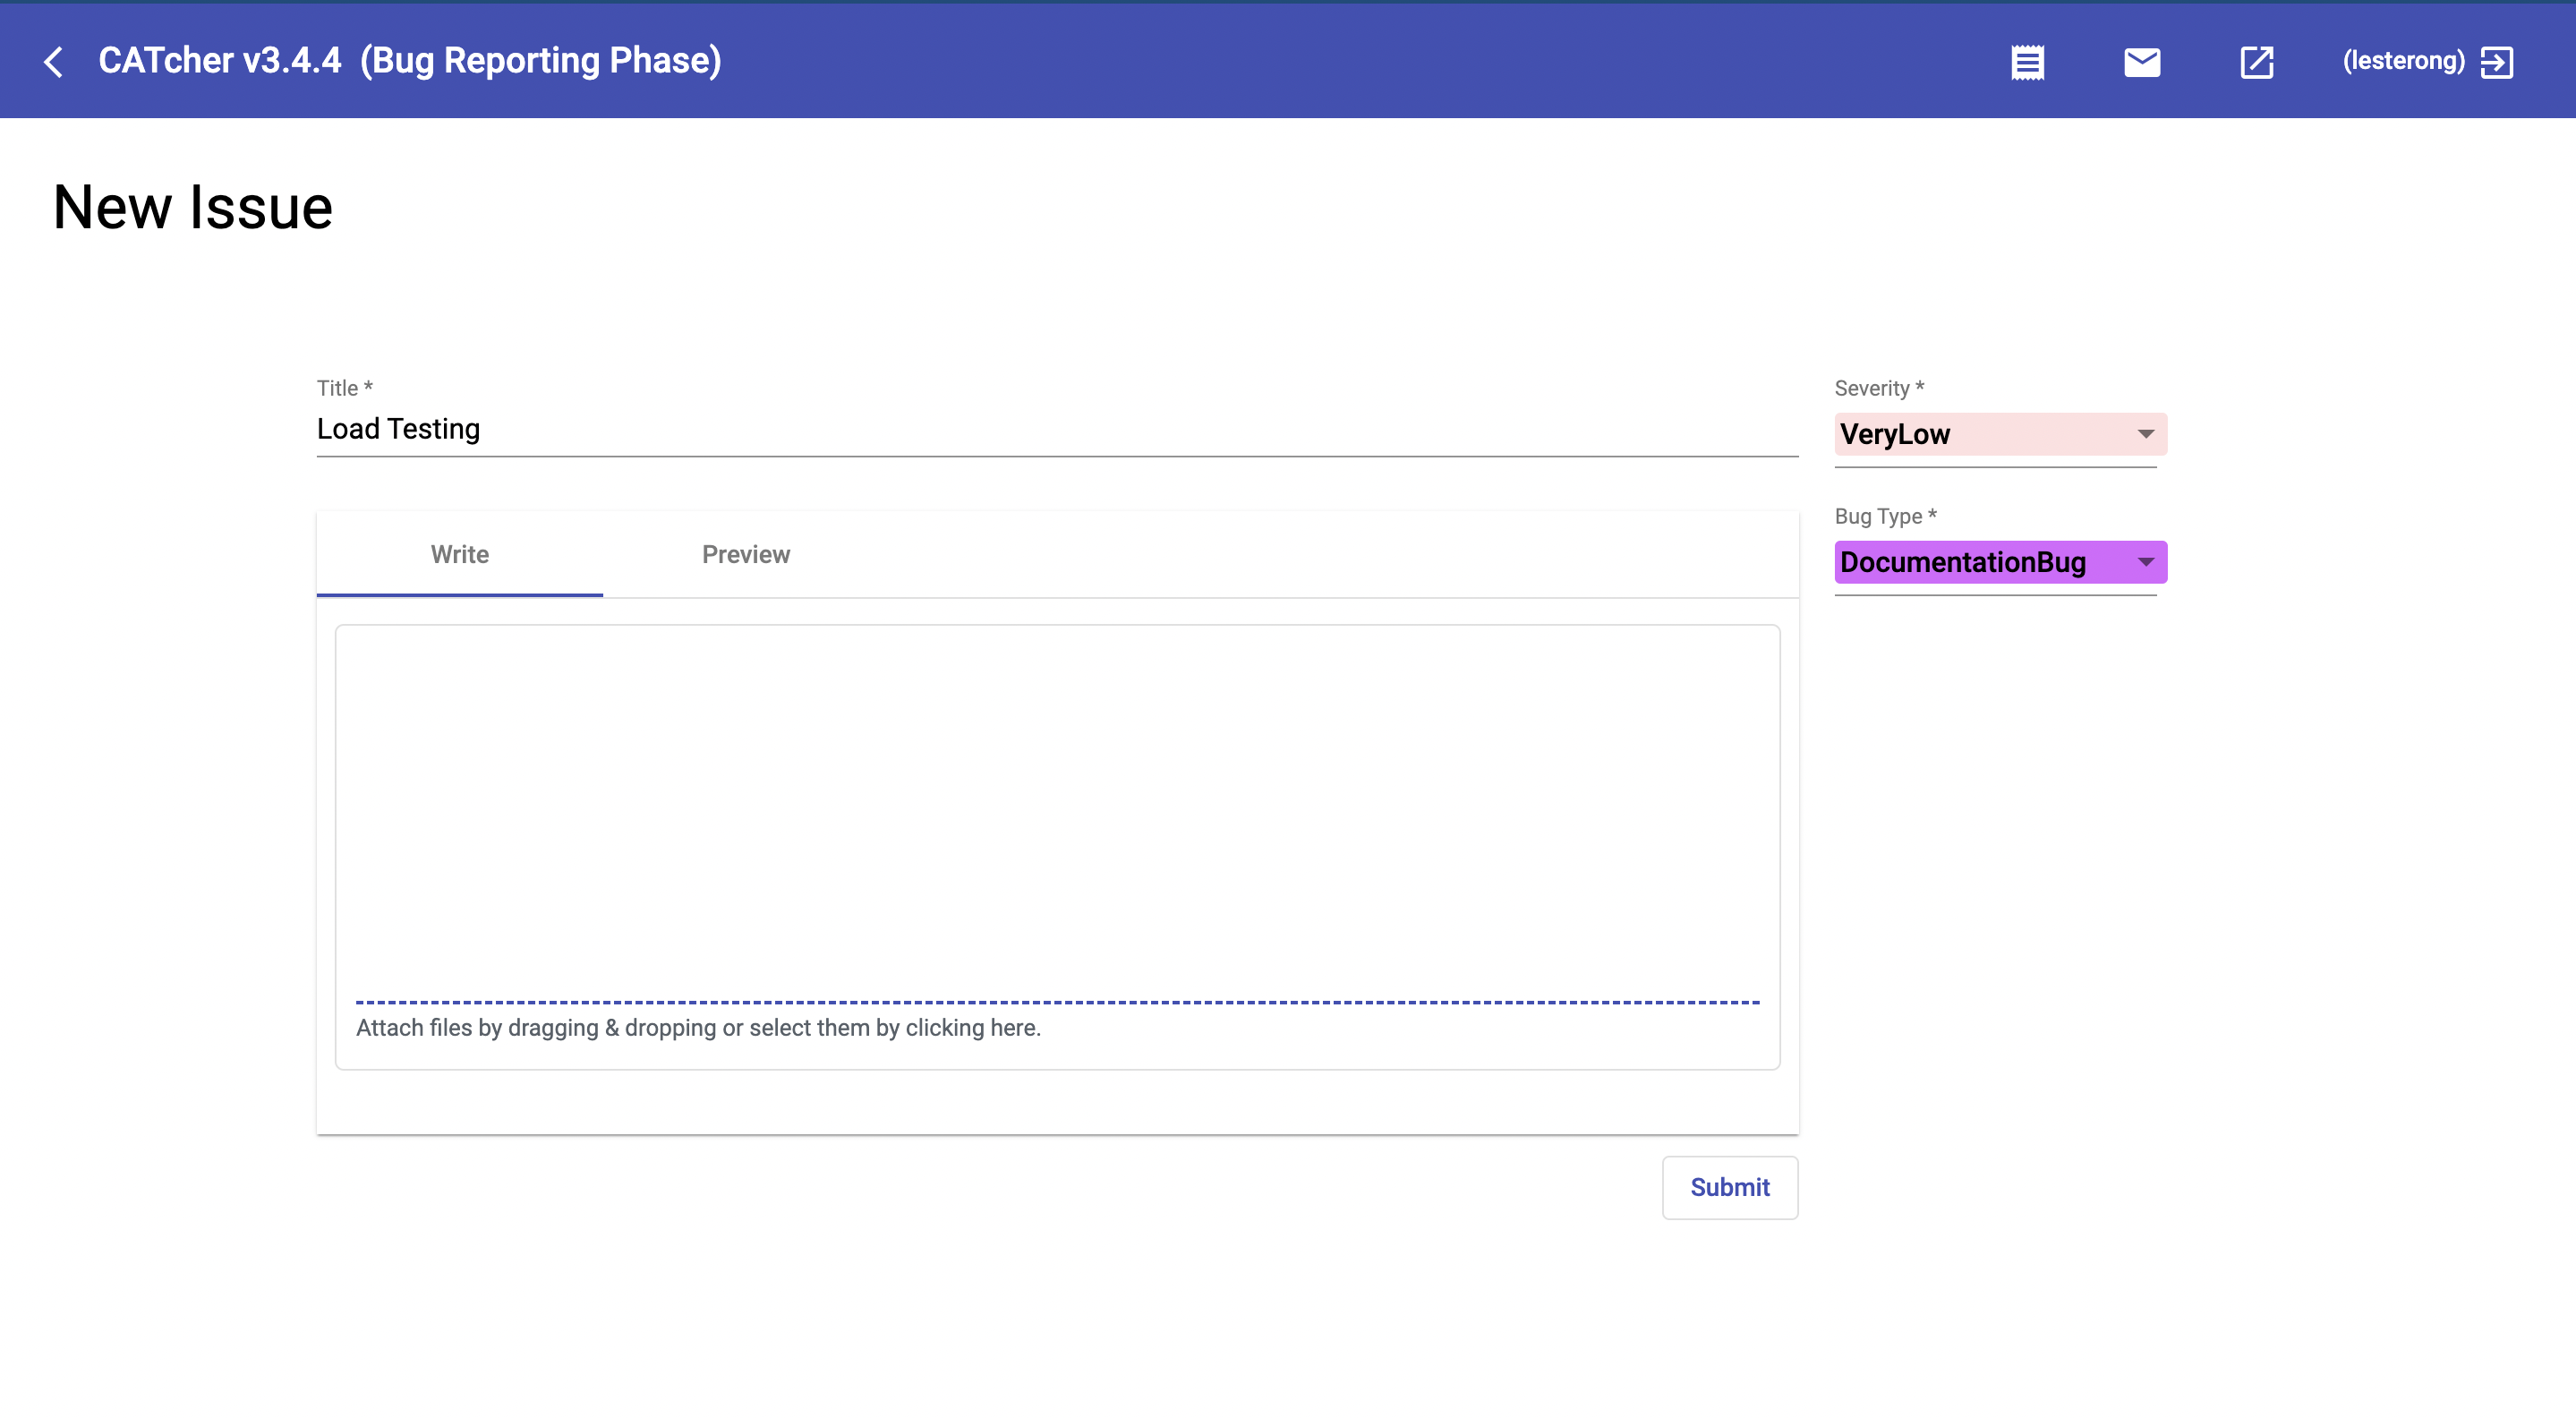 CATcher v3.4.4 (Bug Reporting Phase)
(lesterong)
New Issue
Title *
Load Testing
Severity *
VeryLow
Bug Type *
DocumentationBug
Write
Preview
Attach files by dragging & dropping or select them by clicking here.
Submit